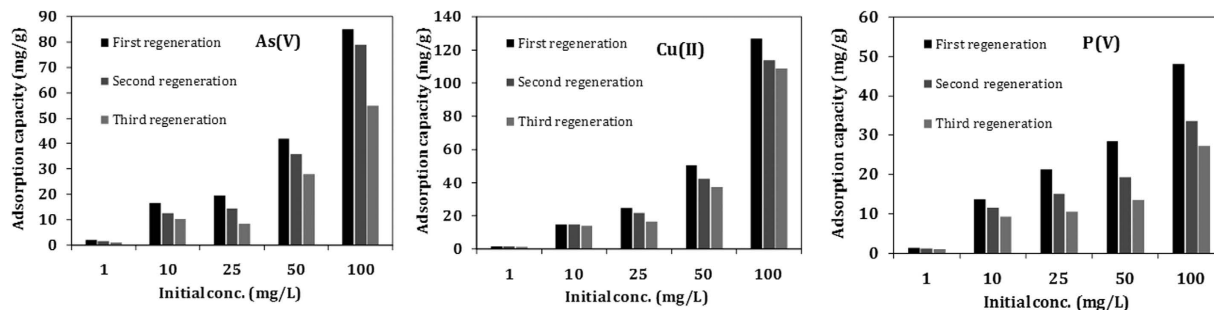 90
80
70
60
50
40
30
20
10
0
Adsorption capacity (mg/g)
As(V)
First regeneration
Second regeneration
Third regeneration
1 10 25 50 100
Initial conc. (mg/L)
140
120
100
80
60
40
20
0
Adsorption capacity (mg/g)
Cu(II)
First regeneration
Second regeneration
Third regeneration
1 10 25 50 100
Initial conc. (mg/L)
60
50
40
30
20
10
0
Adsorption capacity (mg/g)
P(V)
First regeneration
Second regeneration
Third regeneration
1 10 25 50 100
Initial conc. (mg/L)